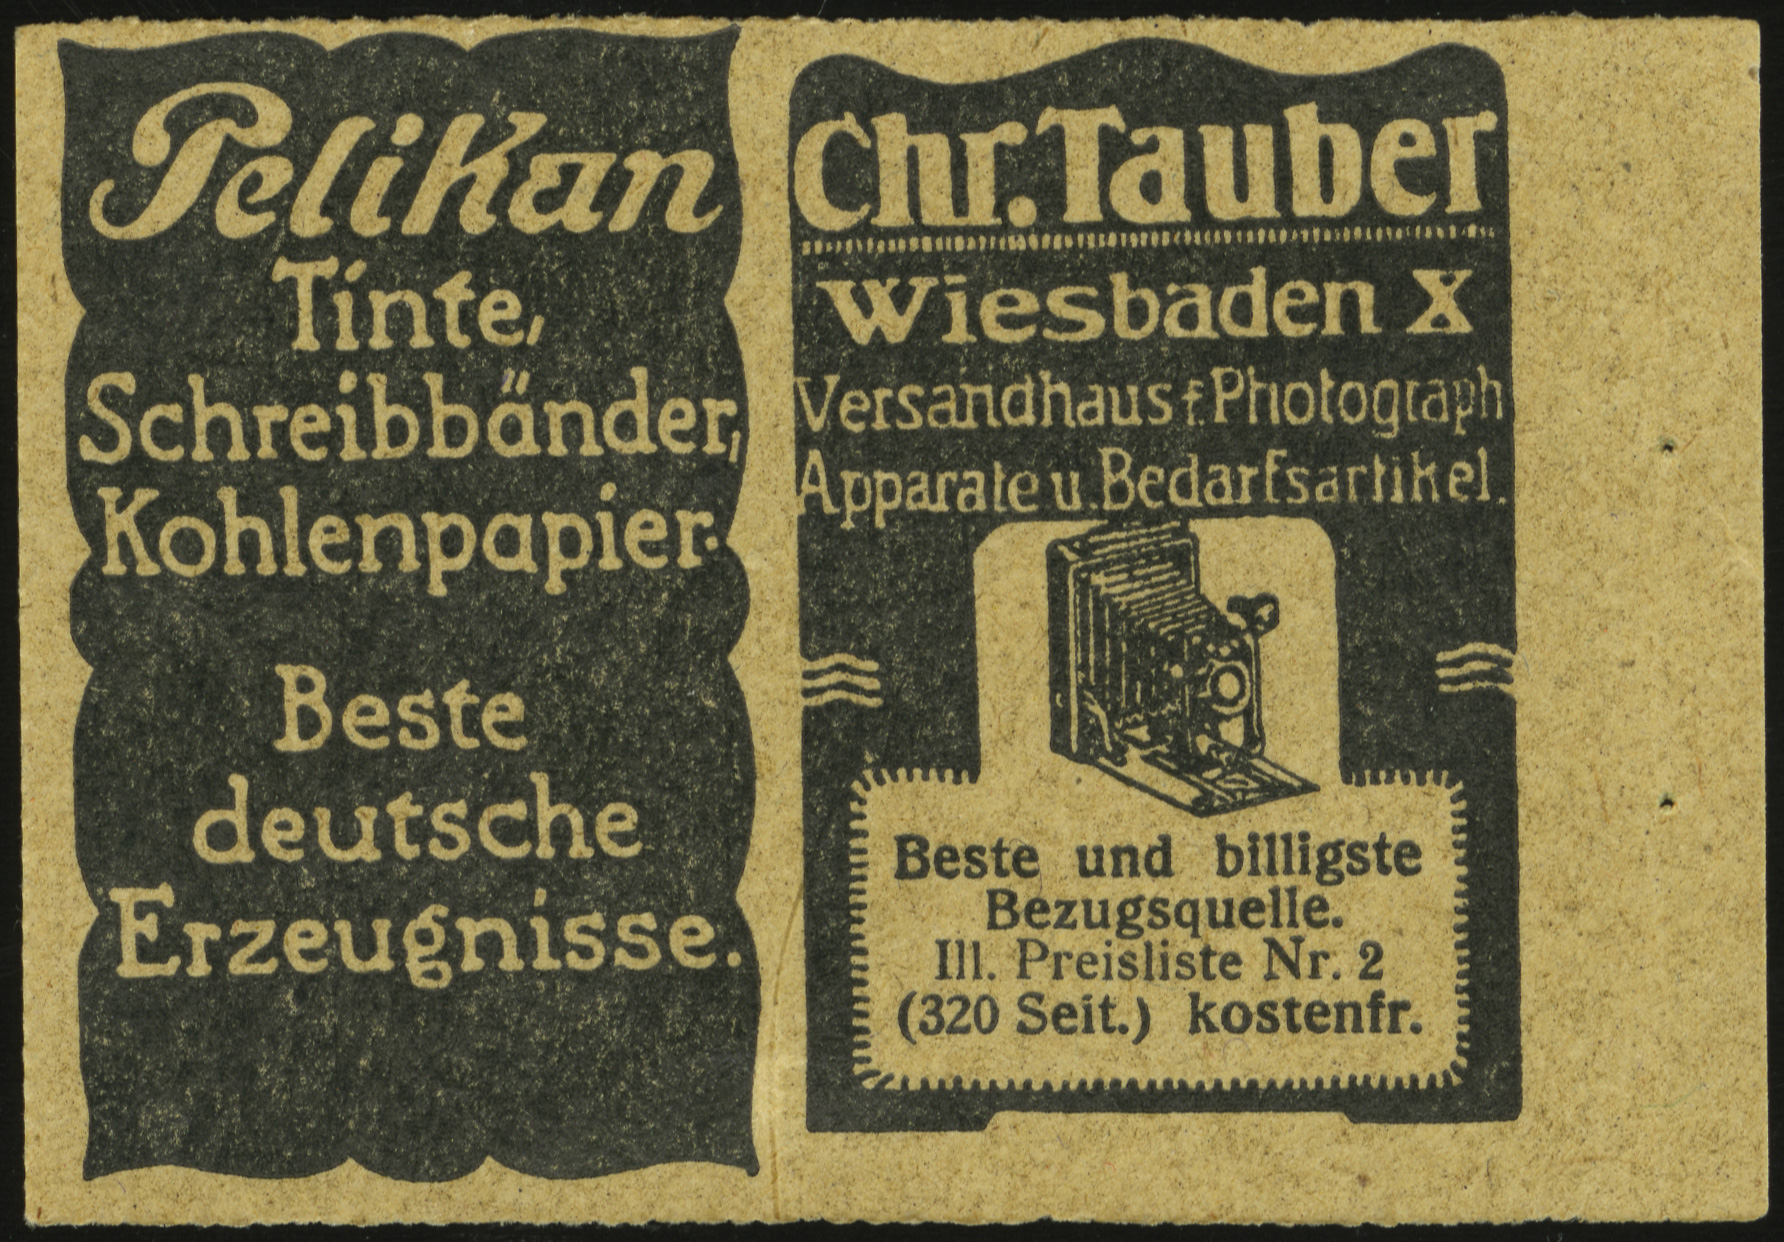 Pelikan
Tinte,
Schreibbänder,
Kohlenpapier.
Beste
deutsche
Erzeugnisse.
Chr. Tauber
Wiesbaden X
Versandhaus f. Photograph
Apparate u. Bedarfsartikel.
Beste und billigste
Bezugsquelle.
Ill. Preisliste Nr. 2
(320 Seit.) kostenfr.